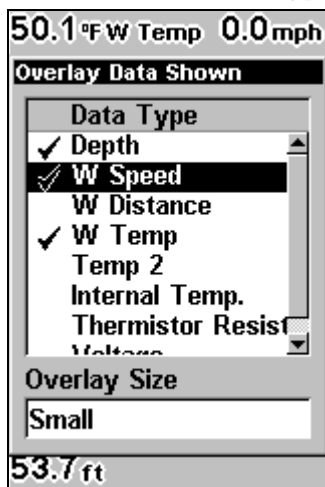 50.1°F W Temp 0.0 mph
Overlay Data Shown
Data Type
Depth
W Speed
W Distance
W Temp
Temp 2
Internal Temp.
Thermistor Resist
Voltage
Overlay Size
Small
53.7 ft